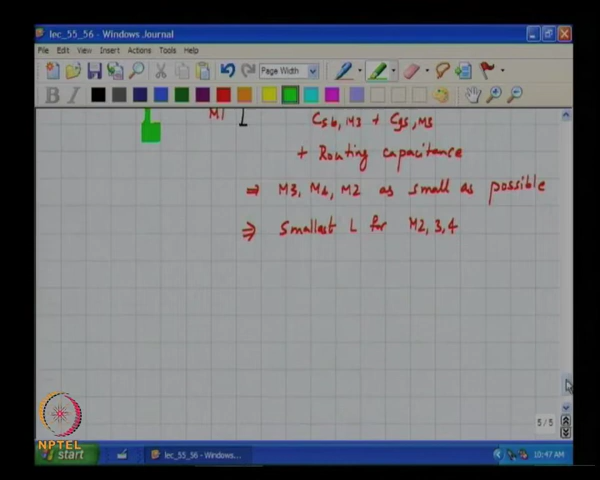 lec_55_56 - Windows Journal
File Edit View Insert Actions Tools Help
Page Width
B I
M1
Csb, M3 + Cgs, M3
+ Routing capacitance
⇒ M3, M4, M2 as small as possible
⇒ Smallest L for M2, 3, 4
5 / 5
NPTEL
start
lec_55_56 - Windows...
10:47 AM